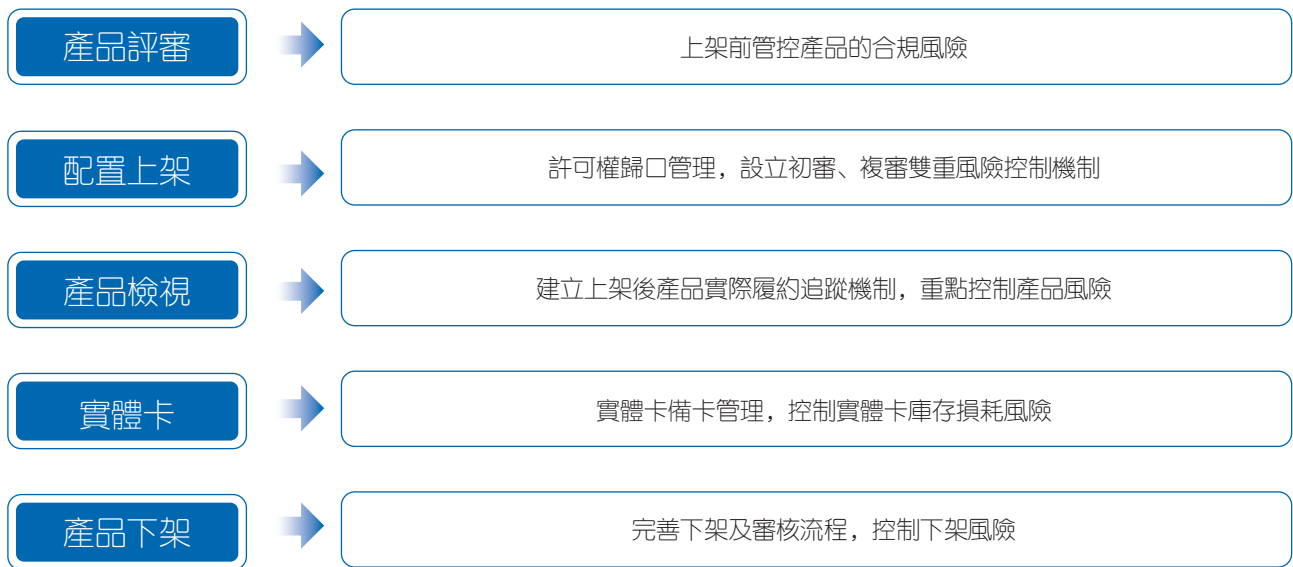 產品評審
上架前管控產品的合規風險
配置上架
許可權歸口管理，設立初審、複審雙重風險控制機制
產品檢視
建立上架後產品實際履約追蹤機制，重點控制產品風險
實體卡
實體卡備卡管理，控制實體卡庫存損耗風險
產品下架
完善下架及審核流程，控制下架風險